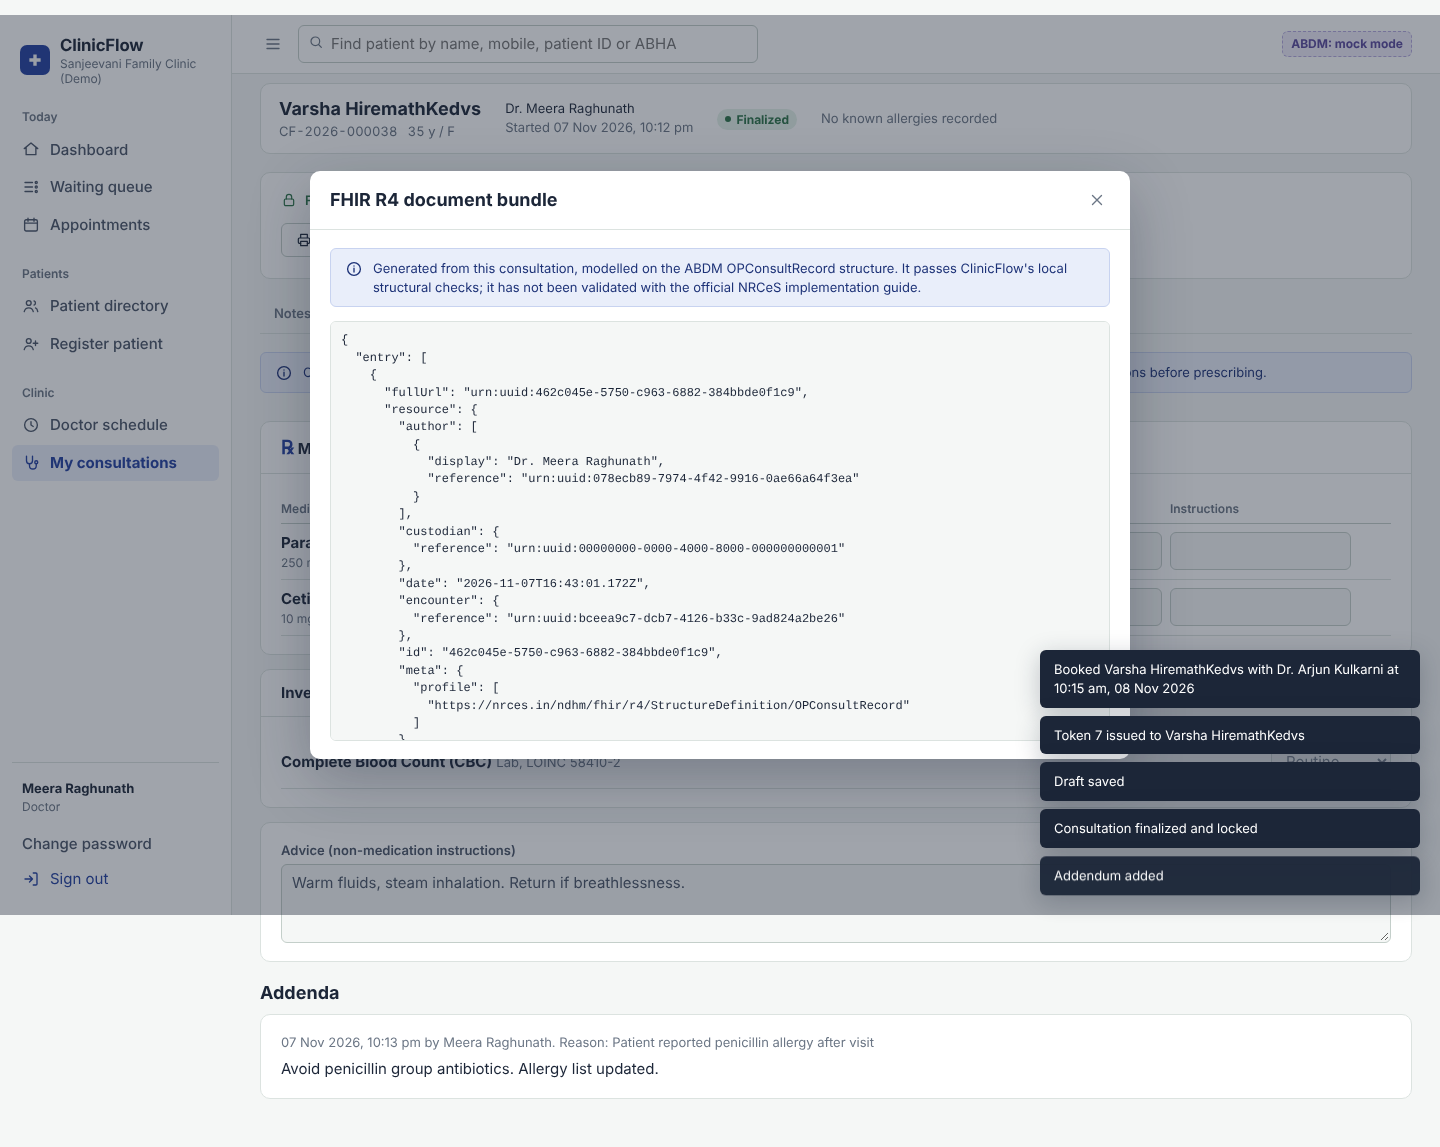 ClinicFlow
Sanjeevani Family Clinic
(Demo)
Find patient by name, mobile, patient ID or ABHA
ABDM: mock mode
Today
Dashboard
Waiting queue
Appointments
Patients
Patient directory
Register patient
Clinic
Doctor schedule
My consultations
Meera Raghunath
Doctor
Change password
Sign out
Varsha HiremathKedvs
CF-2026-000038 35 y / F
Dr. Meera Raghunath
Started 07 Nov 2026, 10:12 pm
Finalized
No known allergies recorded
FHIR R4 document bundle
Generated from this consultation, modelled on the ABDM OPConsultRecord structure. It passes ClinicFlow's local
structural checks; it has not been validated with the official NRCeS implementation guide.
{
"entry": [
{
"fullUrl": "urn:uuid:462c045e-5750-c963-6882-384bbde0f1c9",
"resource": {
"author": [
{
"display": "Dr. Meera Raghunath",
"reference": "urn:uuid:078ecb89-7974-4f42-9916-0ae66a64f3ea"
}
],
"custodian": {
"reference": "urn:uuid:00000000-0000-4000-8000-000000000001"
},
"date": "2026-11-07T16:43:01.172Z",
"encounter": {
"reference": "urn:uuid:bceea9c7-dcb7-4126-b33c-9ad824a2be26"
},
"id": "462c045e-5750-c963-6882-384bbde0f1c9",
"meta": {
"profile": [
"https://nrces.in/ndhm/fhir/r4/StructureDefinition/OPConsultRecord"
]
}
Notes
before prescribing.
Instructions
Complete Blood Count (CBC) Lab, LOINC 58410-2
Routine
Booked Varsha HiremathKedvs with Dr. Arjun Kulkarni at
10:15 am, 08 Nov 2026
Token 7 issued to Varsha HiremathKedvs
Draft saved
Consultation finalized and locked
Addendum added
Advice (non-medication instructions)
Warm fluids, steam inhalation. Return if breathlessness.
Addenda
07 Nov 2026, 10:13 pm by Meera Raghunath. Reason: Patient reported penicillin allergy after visit
Avoid penicillin group antibiotics. Allergy list updated.